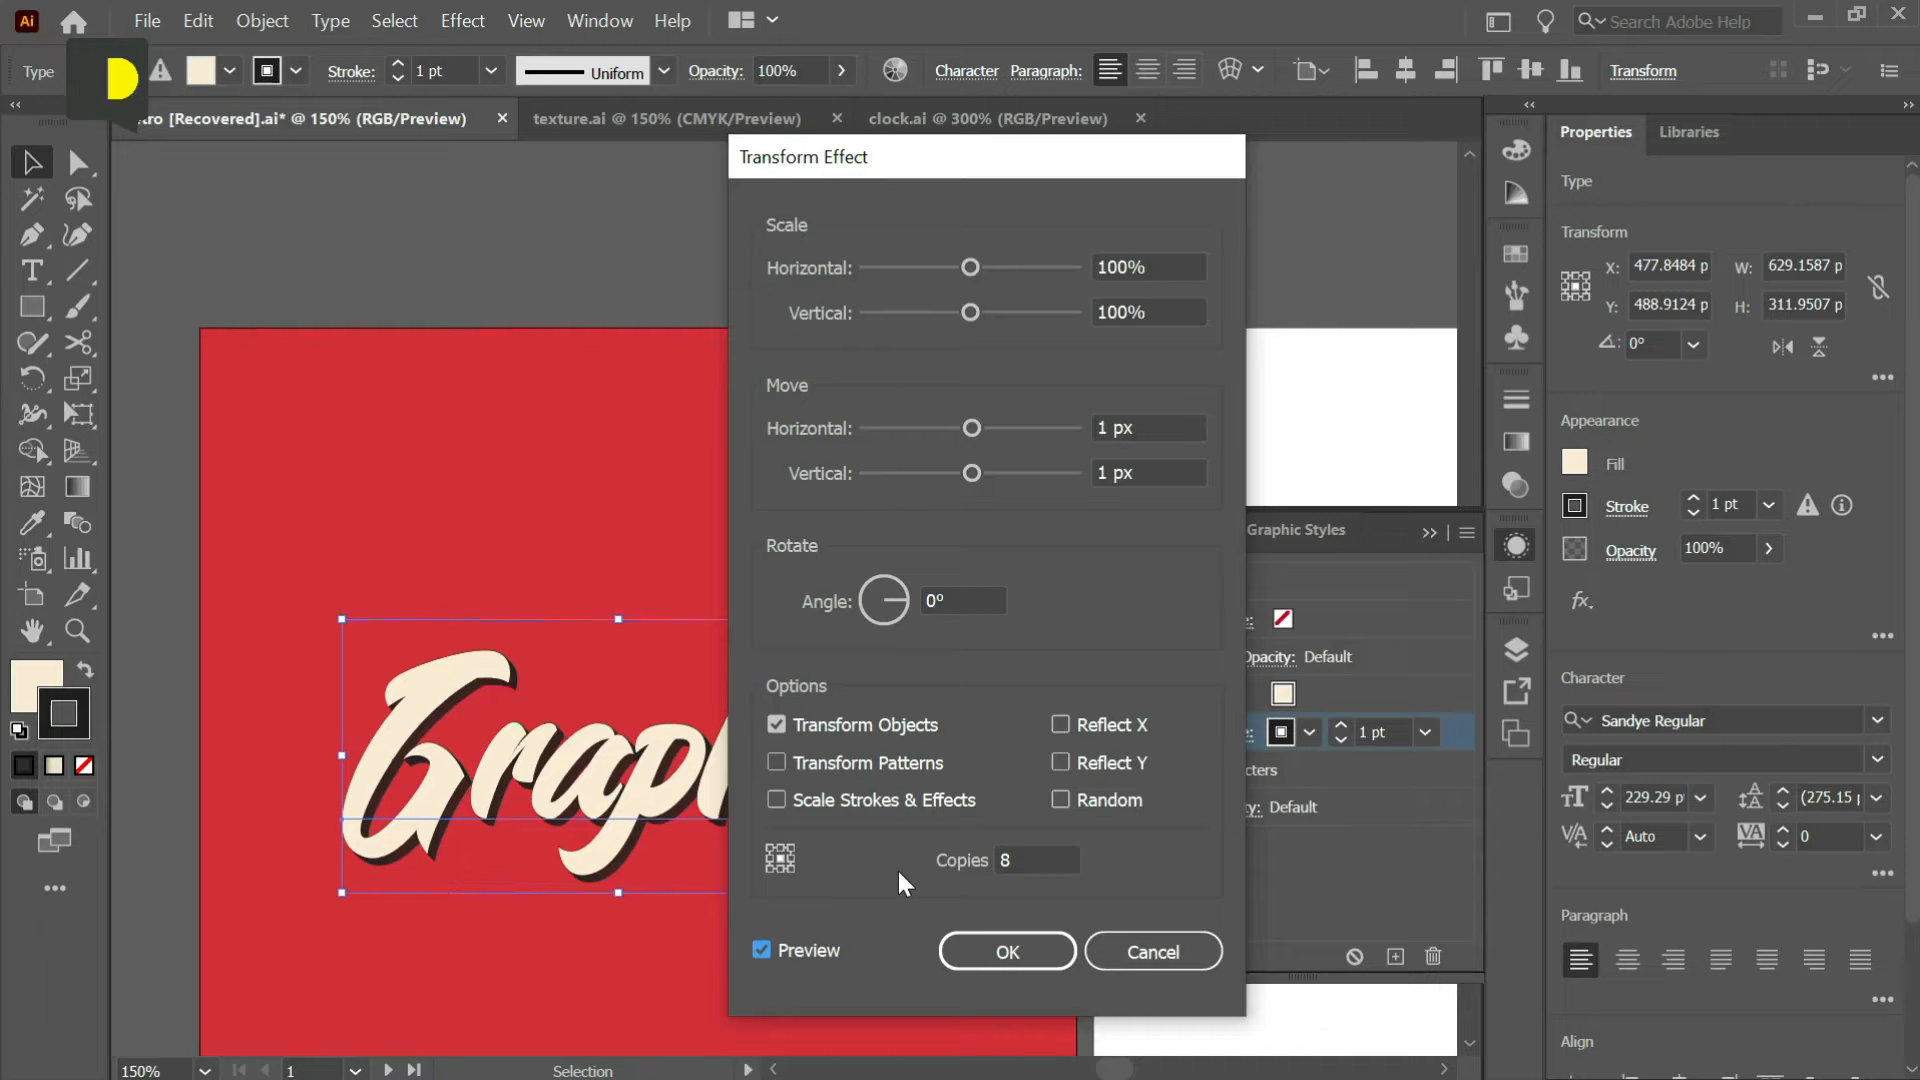 Ai File Edit Object Type Select Effect View Window Help Search Adobe Help
Type Stroke: 1 pt Uniform Opacity: 100% Character Paragraph: Transform
[Recovered].ai* @ 150% (RGB/Preview) texture.ai @ 150% (CMYK/Preview) clock.ai @ 300% (RGB/Preview)
Transform Effect
Scale
Horizontal: 100%
Vertical: 100%
Move
Horizontal: 1 px
Vertical: 1 px
Rotate
Angle: 0°
Options
Transform Objects Reflect X
Transform Patterns Reflect Y
Scale Strokes & Effects Random
Copies 8
Preview OK Cancel
Graph
Graphic Styles
Opacity: Default
1 pt
Default
Properties Libraries
Type
Transform
X: 477.8484 p W: 629.1587 p
Y: 488.9124 p H: 311.9507 p
0°
Appearance
Fill
Stroke 1 pt
Opacity 100%
fx.
Character
Sandye Regular
Regular
229.29 p (275.15 p
Auto 0
Paragraph
Align
150% 1 Selection